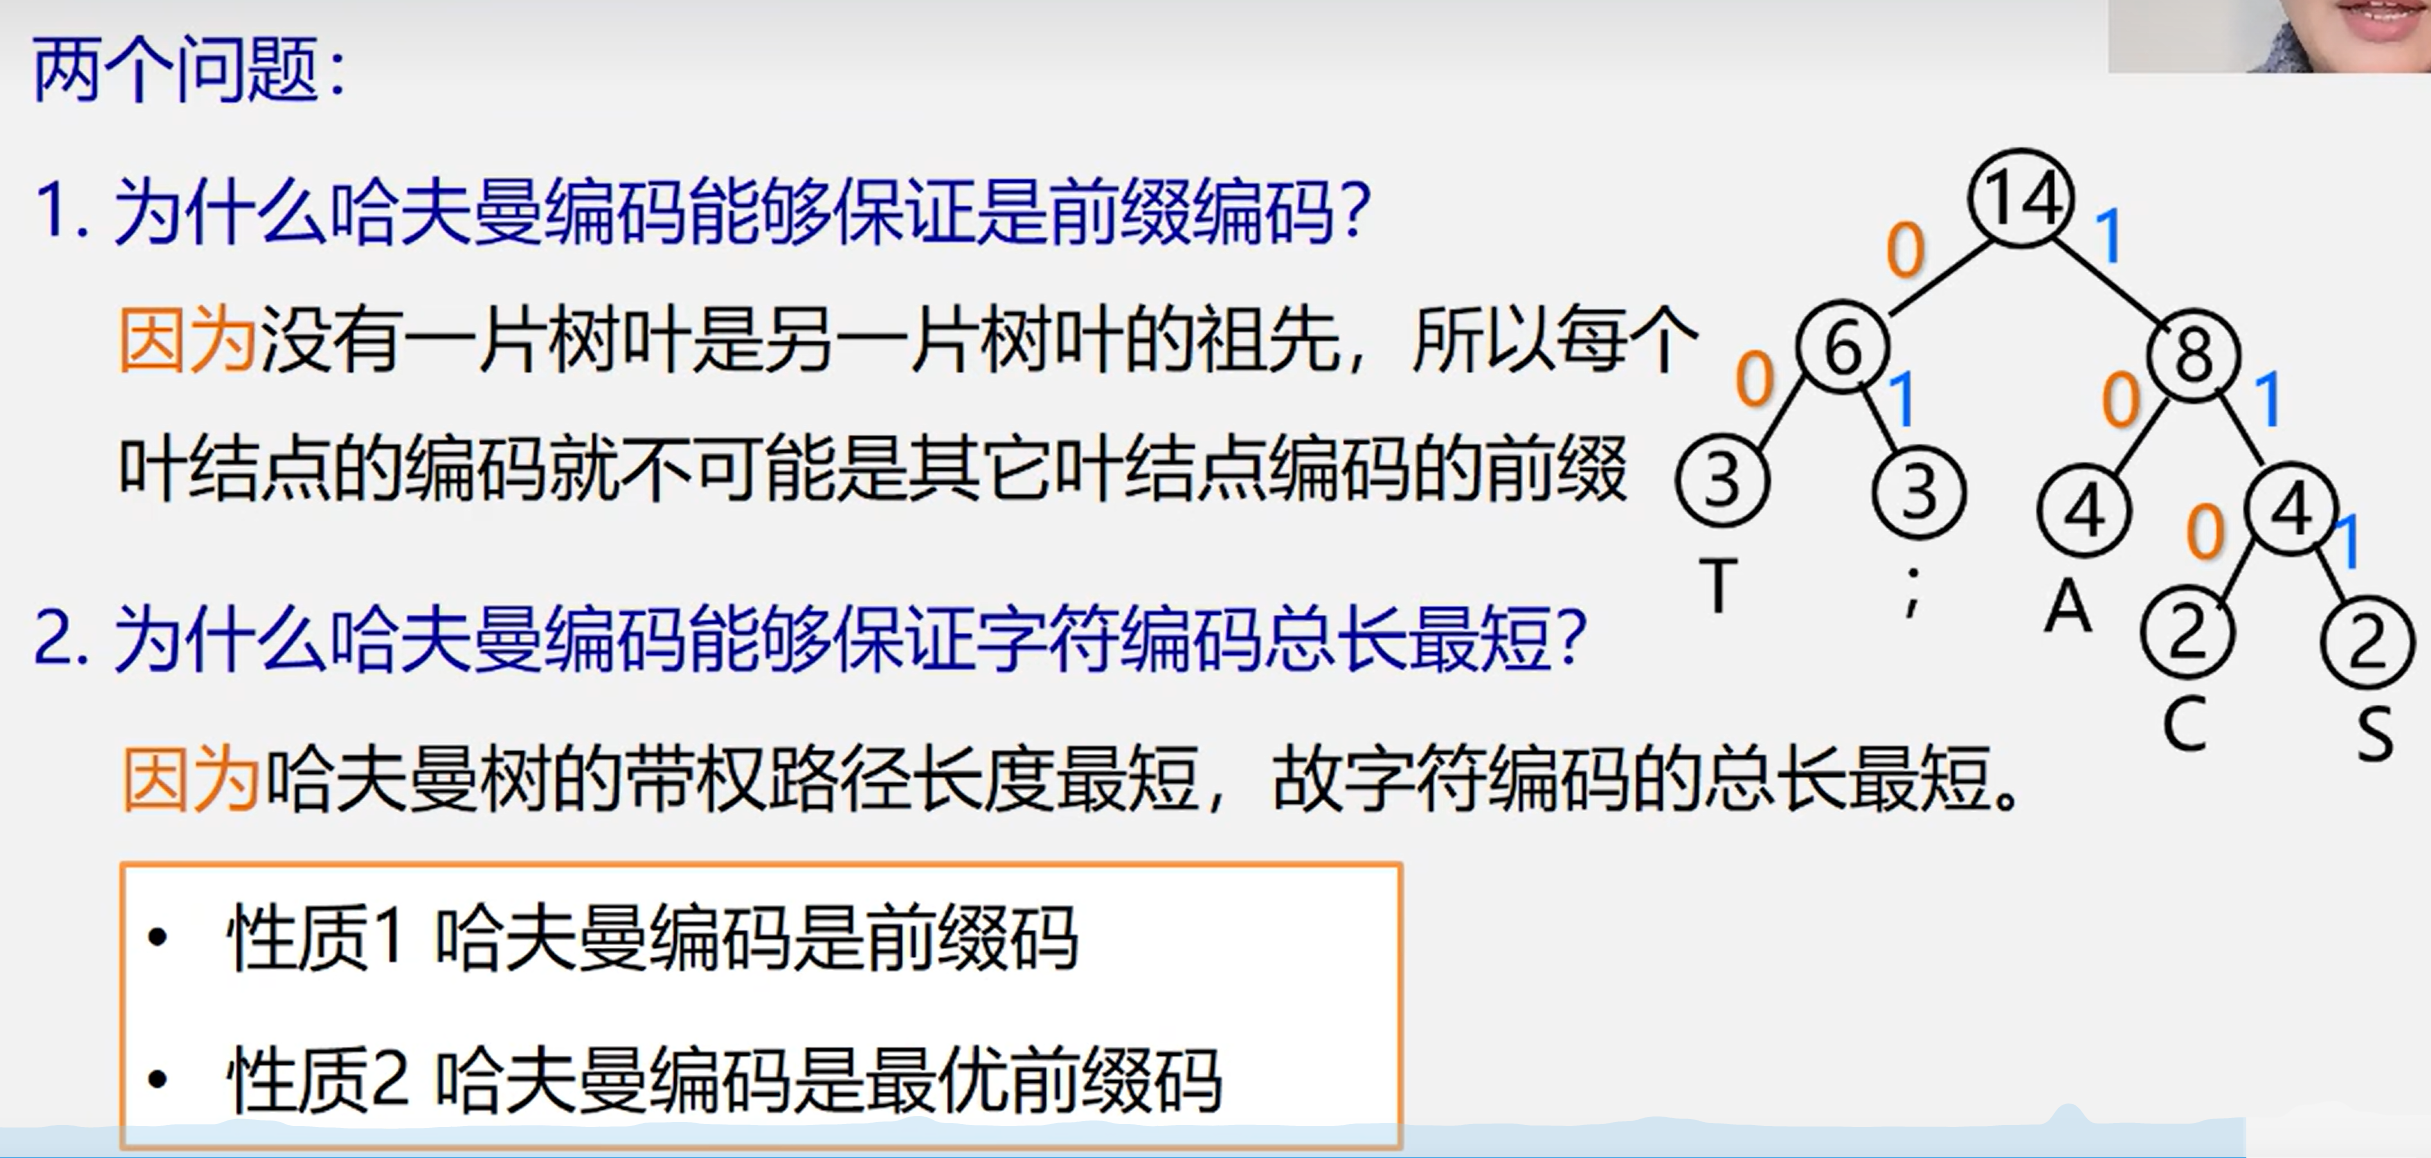 两个问题：
1. 为什么哈夫曼编码能够保证是前缀编码？
因为没有一片树叶是另一片树叶的祖先，所以每个
叶结点的编码就不可能是其它叶结点编码的前缀
2. 为什么哈夫曼编码能够保证字符编码总长最短？
因为哈夫曼树的带权路径长度最短，故字符编码的总长最短。
• 性质1 哈夫曼编码是前缀码
• 性质2 哈夫曼编码是最优前缀码
14
0 1
6 8
0 1 0 1
3 3 4 4
0 1
T ; A
2 2
C S